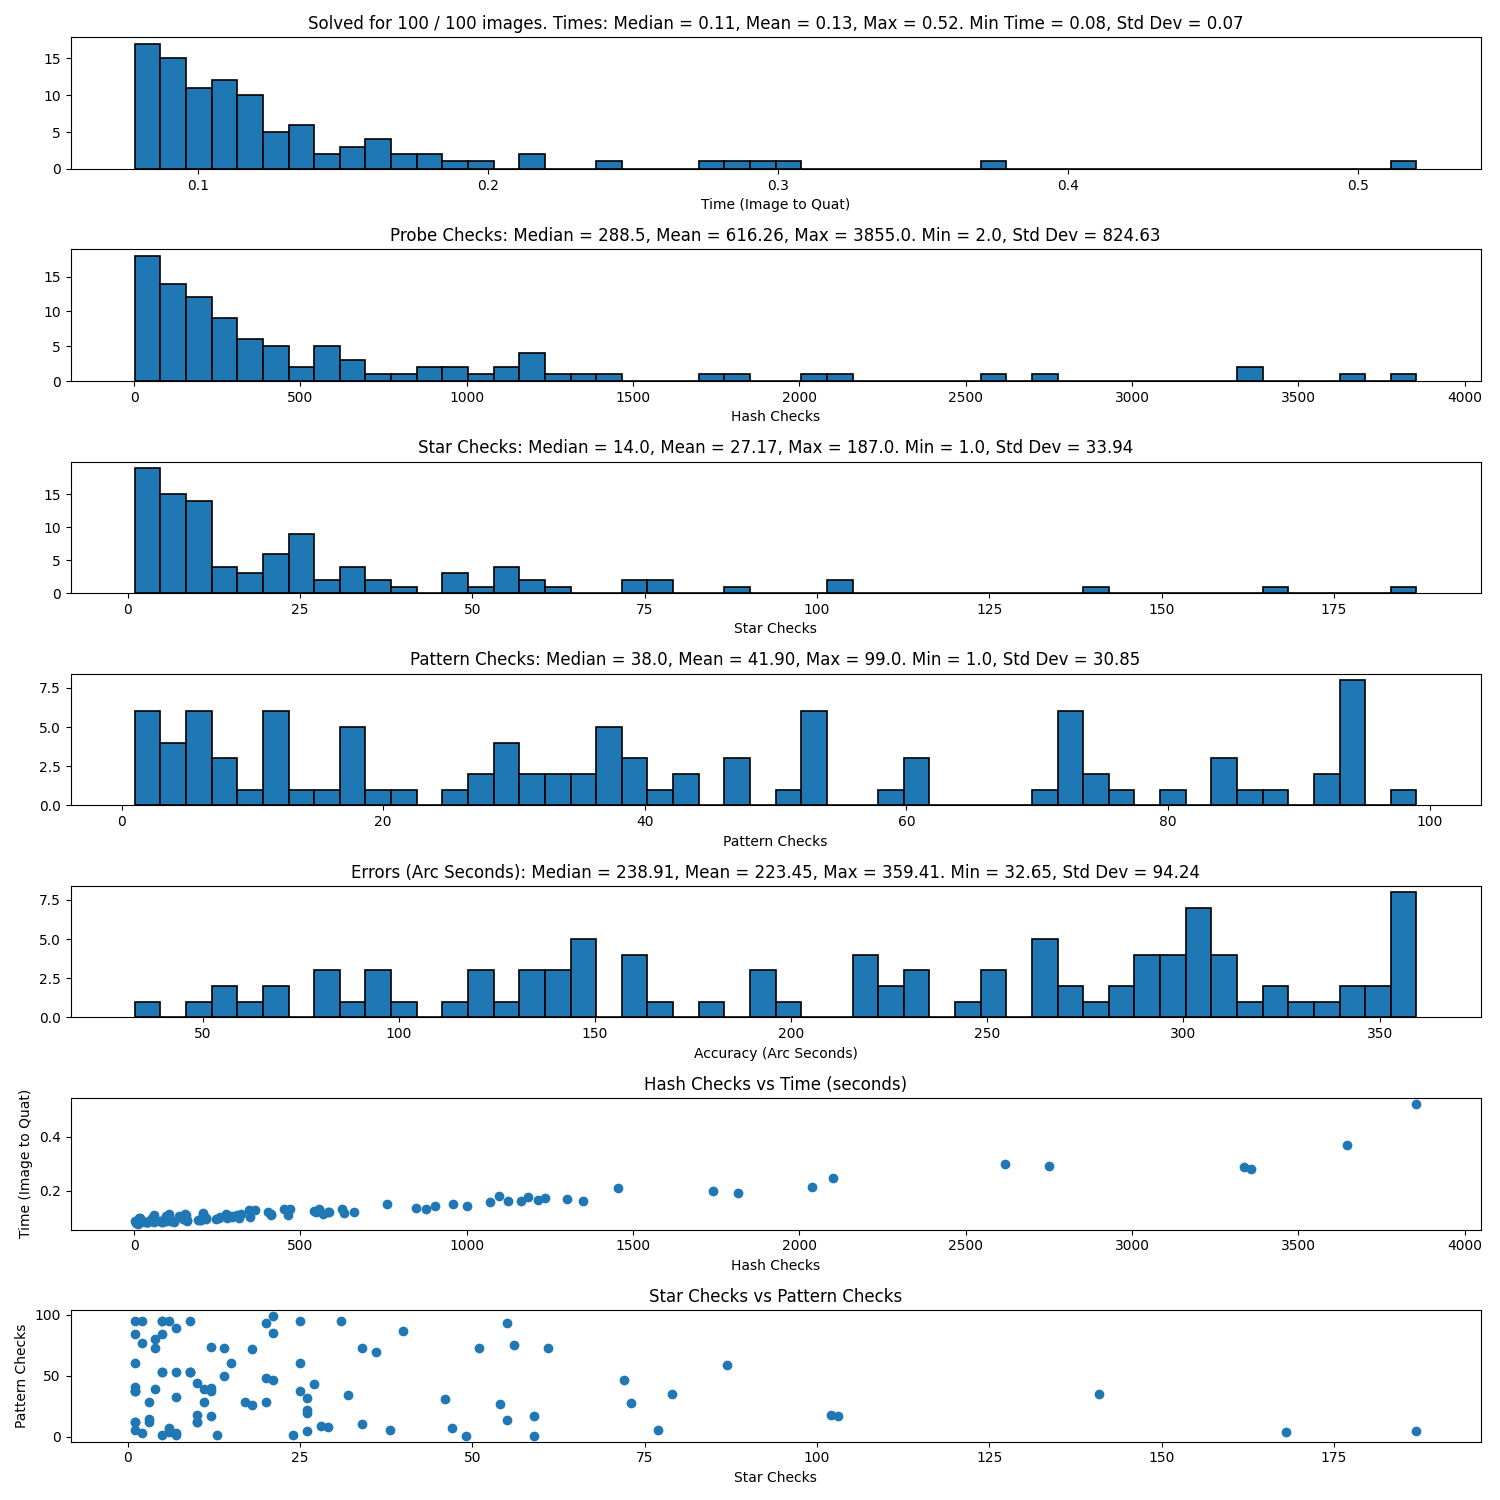 Solved for 100 / 100 images. Times: Median = 0.11, Mean = 0.13, Max = 0.52. Min Time = 0.08, Std Dev = 0.07
15
10
5
0
0.1 0.2 0.3 0.4 0.5
Time (Image to Quat)
Probe Checks: Median = 288.5, Mean = 616.26, Max = 3855.0. Min = 2.0, Std Dev = 824.63
15
10
5
0
0 500 1000 1500 2000 2500 3000 3500 4000
Hash Checks
Star Checks: Median = 14.0, Mean = 27.17, Max = 187.0. Min = 1.0, Std Dev = 33.94
15
10
5
0
0 25 50 75 100 125 150 175
Star Checks
Pattern Checks: Median = 38.0, Mean = 41.90, Max = 99.0. Min = 1.0, Std Dev = 30.85
7.5
5.0
2.5
0.0
0 20 40 60 80 100
Pattern Checks
Errors (Arc Seconds): Median = 238.91, Mean = 223.45, Max = 359.41. Min = 32.65, Std Dev = 94.24
7.5
5.0
2.5
0.0
50 100 150 200 250 300 350
Accuracy (Arc Seconds)
Hash Checks vs Time (seconds)
Time (Image to Quat)
0.4
0.2
0 500 1000 1500 2000 2500 3000 3500 4000
Hash Checks
Star Checks vs Pattern Checks
Pattern Checks
100
50
0
0 25 50 75 100 125 150 175
Star Checks